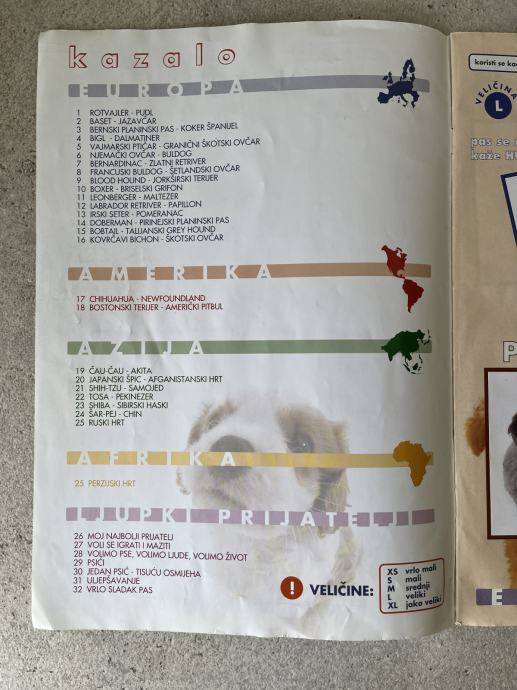 kazalo
EUROPA
1 ROTVAJLER - PUDL
2 BASET - JAZAVČAR
3 BERNSKI PLANINSKI PAS - KOKER ŠPANIJEL
4 BIGL - DALMATINER
5 VAJMARSKI PTIČAR - GRANIČNI ŠKOTSKI OVČAR
6 NJEMAČKI OVČAR - BULDOG
7 BERNARDINAC - ZLATNI RETRIVER
8 FRANCUSKI BULDOG - ŠETLANDSKI OVČAR
9 BLOOD HOUND - JORKŠIRSKI TERIJER
10 BOXER - BRISELSKI GRIFON
11 LEONBERGER - MALTEZER
12 LABRADOR RETRIVER - PAPILLON
13 IRSKI SETER - POMERANAC
14 DOBERMAN - PIRINEJSKI PLANINSKI PAS
15 BOBTAJL - TALIJANSKI GREY HOUND
16 KOVRČAVI BICHON - ŠKOTSKI OVČAR
AMERIKA
17 CHIHUAHUA - NEWFOUNDLAND
18 BOSTONSKI TERIJER - AMERIČKI PITBUL
AZIJA
19 ČAU-ČAU - AKITA
20 JAPANSKI ŠPIC - AFGANISTANSKI HRT
21 SHIH-TZU - SAMOJED
22 TOSA - PEKINEZER
23 SHIBA - SIBIRSKI HASKI
24 ŠAR-PEJ - CHIN
25 RUSKI HRT
AFRIKA
25 PERZIJSKI HRT
LJUPKI PRIJATELJI
26 MOJ NAJBOLJI PRIJATELJ
27 VOLI SE IGRATI I MAZITI
28 VOLIMO PSE, VOLIMO LJUDE, VOLIMO ŽIVOT
29 PSIĆI
30 JEDAN PSIĆ - TISUĆU OSMIJEHA
31 ULJEPŠAVANJE
32 VRLO SLADAK PAS
! VELIČINE:
XS vrlo mali
S mali
M srednji
L veliki
XL jako veliki
koristi se kao
VELIČINA
L
pas se
kaže
P
E